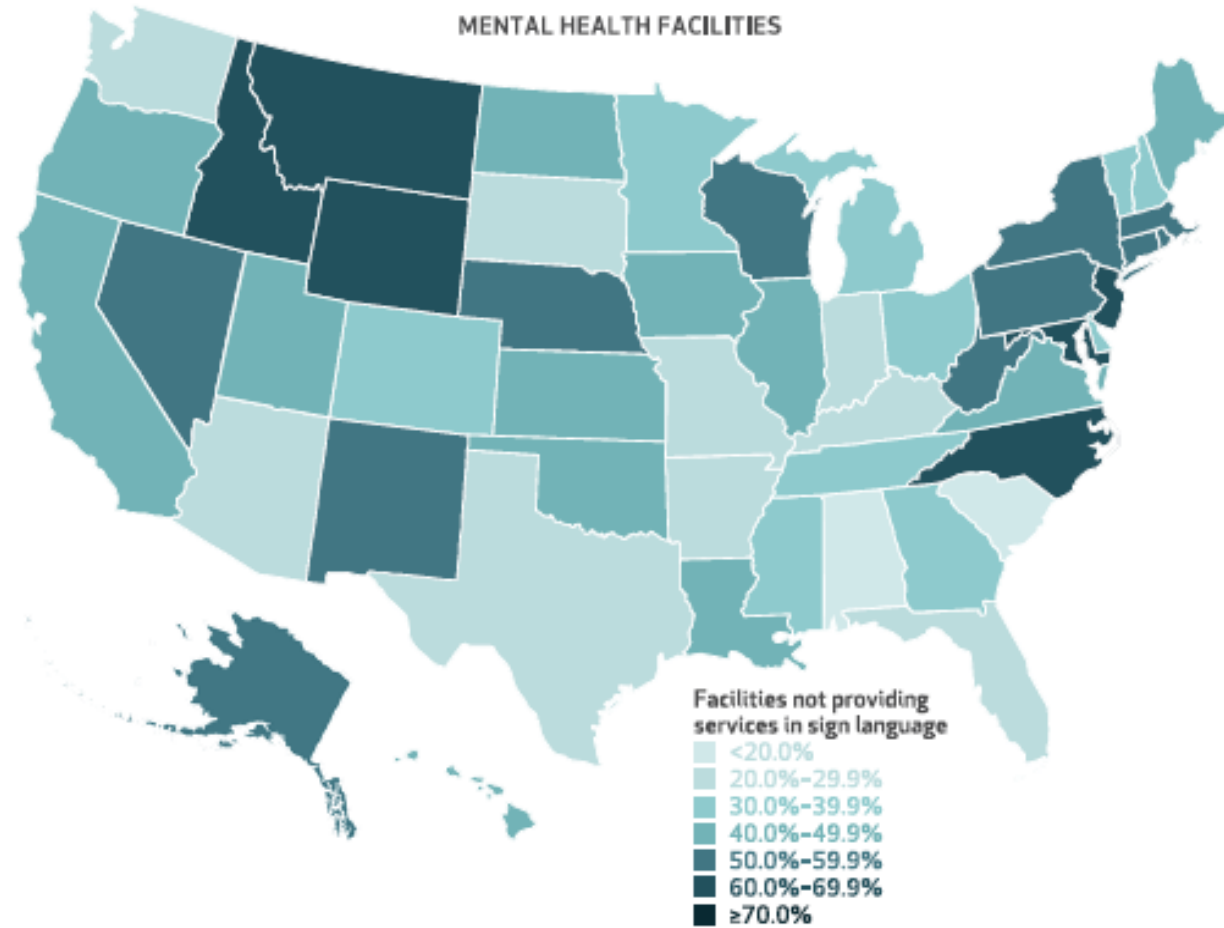 MENTAL HEALTH FACILITIES
Facilities not providing
services in sign language
<20.0%
20.0%–29.9%
30.0%–39.9%
40.0%–49.9%
50.0%–59.9%
60.0%–69.9%
≥70.0%